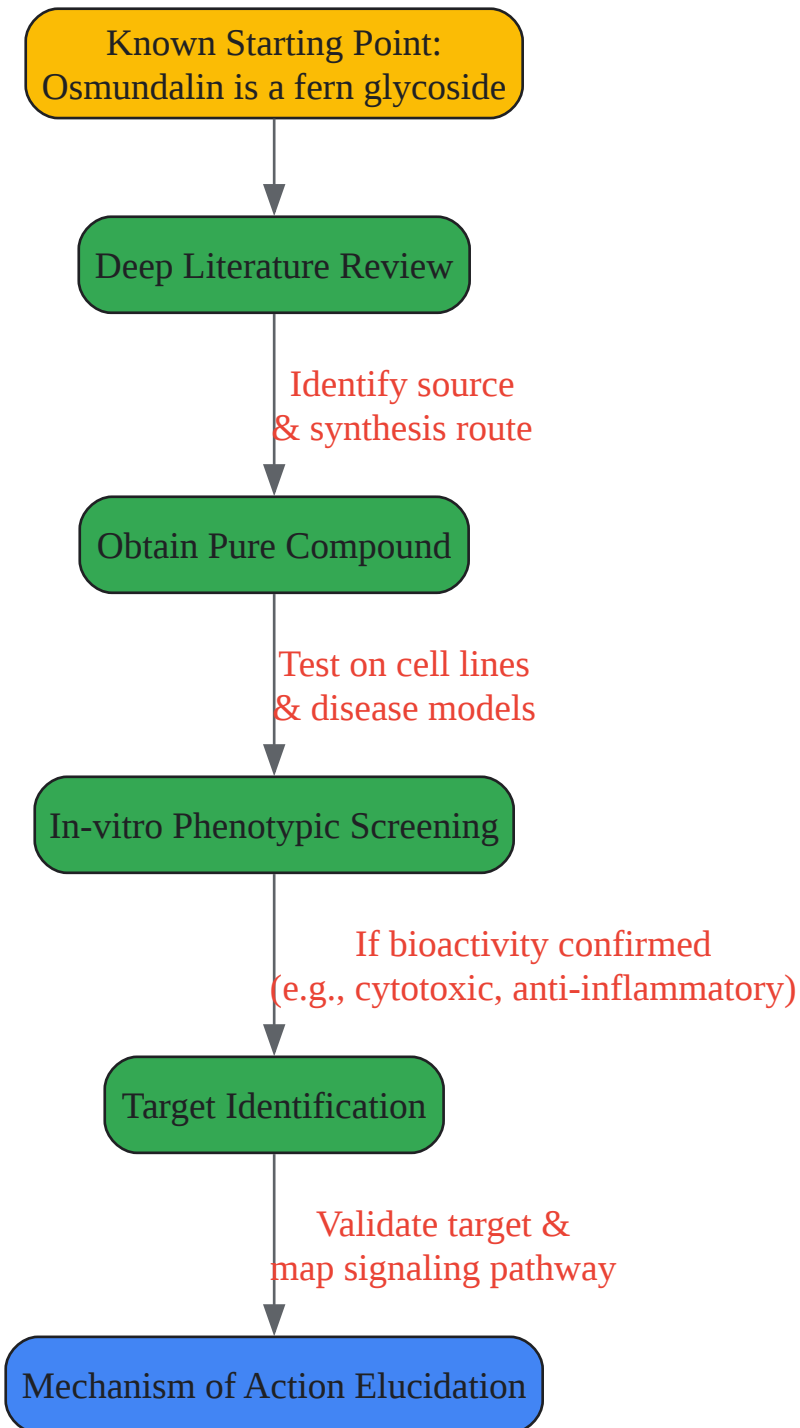 Known Starting Point:
Osmundalin is a fern glycoside
Deep Literature Review
Identify source
& synthesis route
Obtain Pure Compound
Test on cell lines
& disease models
In-vitro Phenotypic Screening
If bioactivity confirmed
(e.g., cytotoxic, anti-inflammatory)
Target Identification
Validate target &
map signaling pathway
Mechanism of Action Elucidation